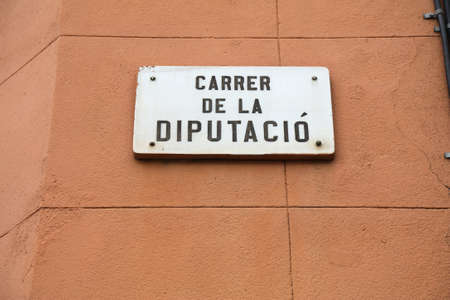 CARRER
DE LA
DIPUTACIÓ